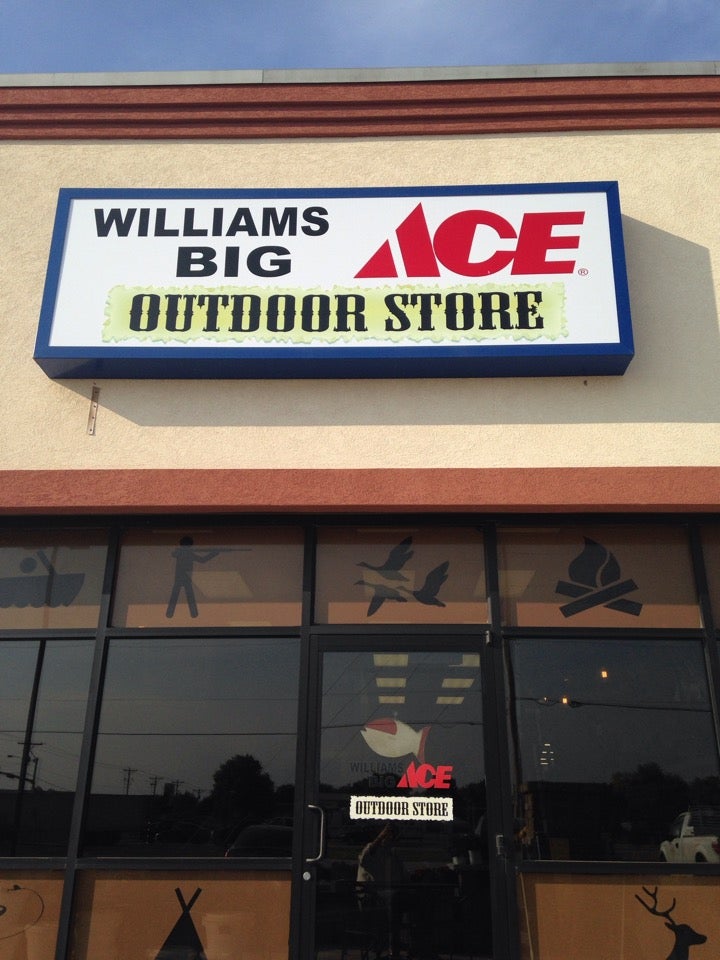 WILLIAMS
BIG
ACE®
OUTDOOR STORE
WILLIAMS
BIG ACE
OUTDOOR STORE